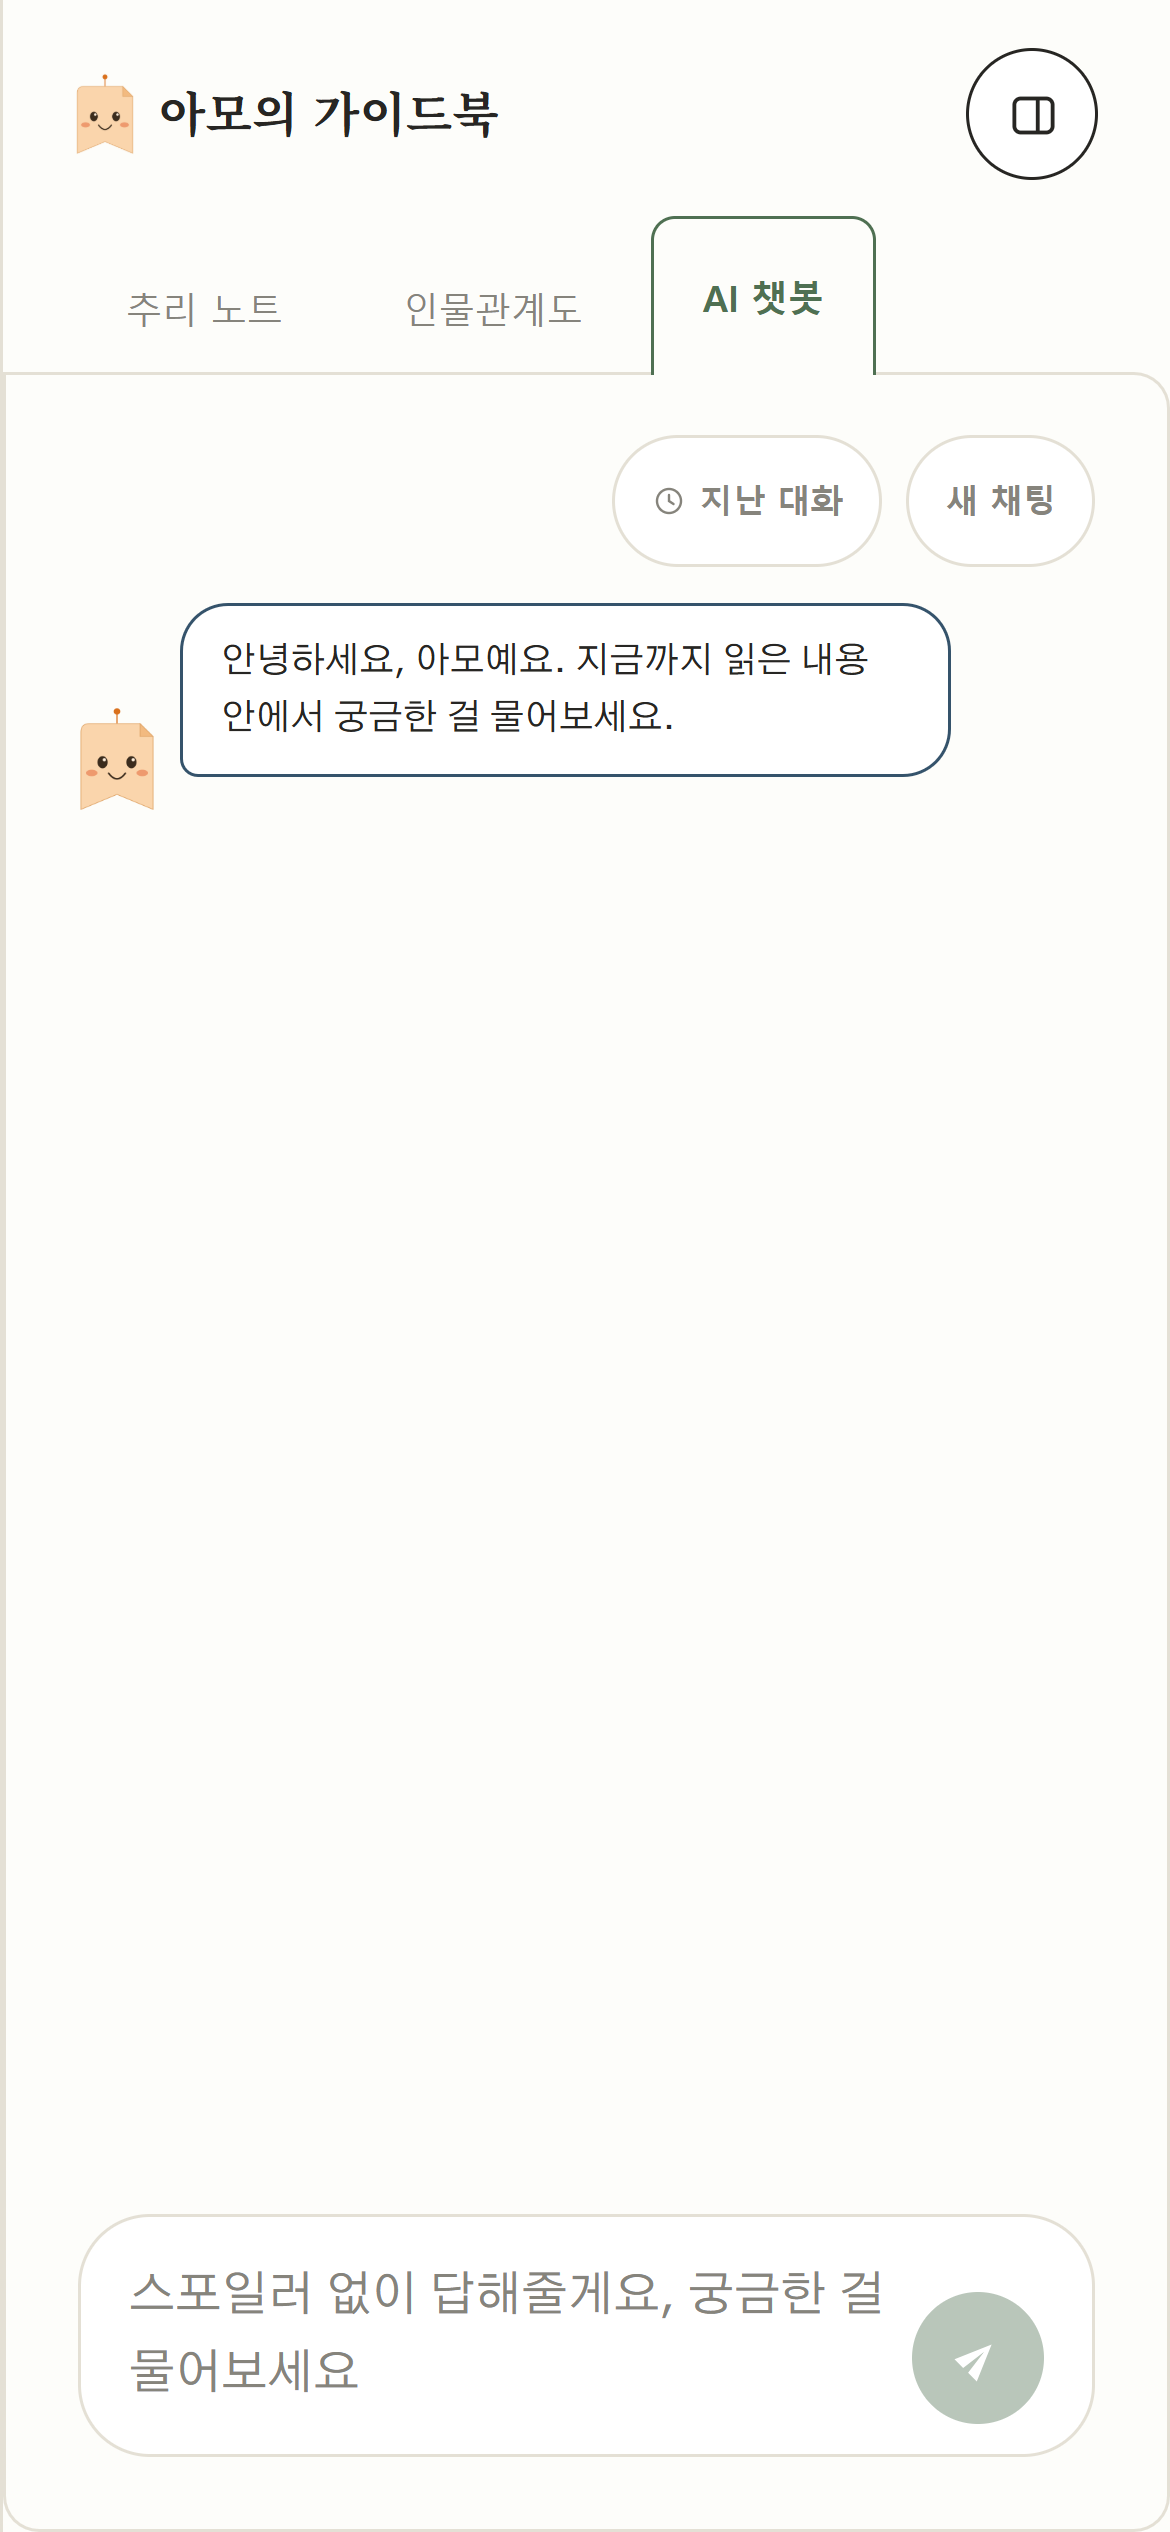 아모의 가이드북
추리 노트
인물관계도
AI 챗봇
지난 대화
새 채팅
안녕하세요, 아모예요. 지금까지 읽은 내용
안에서 궁금한 걸 물어보세요.
스포일러 없이 답해줄게요, 궁금한 걸
물어보세요